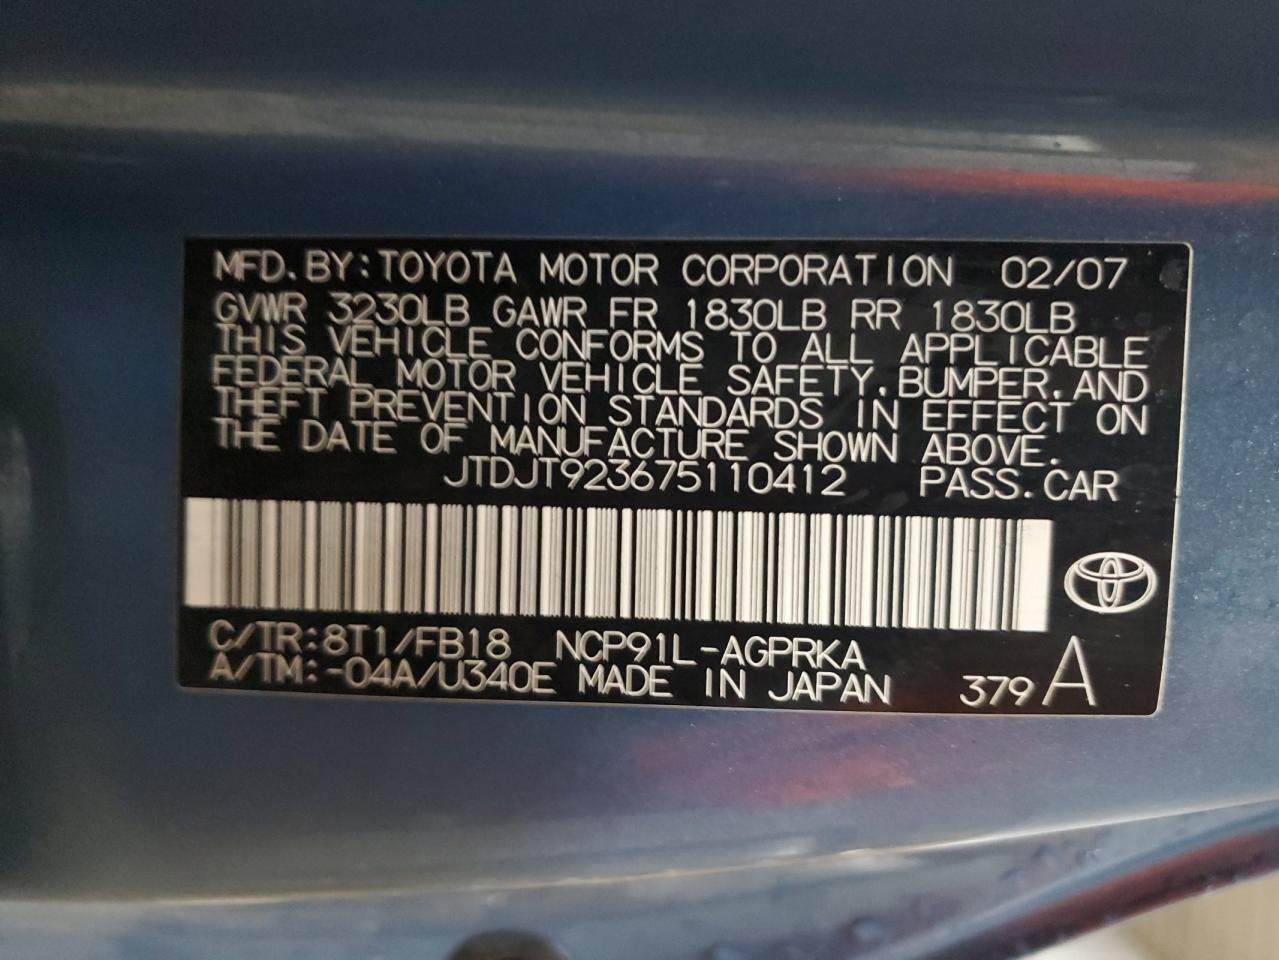 MFD.BY:TOYOTA MOTOR CORPORATION 02/07
GVWR 3230LB GAWR FR 1830LB RR 1830LB
THIS VEHICLE CONFORMS TO ALL APPLICABLE
FEDERAL MOTOR VEHICLE SAFETY,BUMPER,AND
THEFT PREVENTION STANDARDS IN EFFECT ON
THE DATE OF MANUFACTURE SHOWN ABOVE.
JTDJT923675110412 PASS.CAR
C/TR:8T1/FB18 NCP91L-AGPRKA
A/TM:-04A/U340E MADE IN JAPAN 379 A